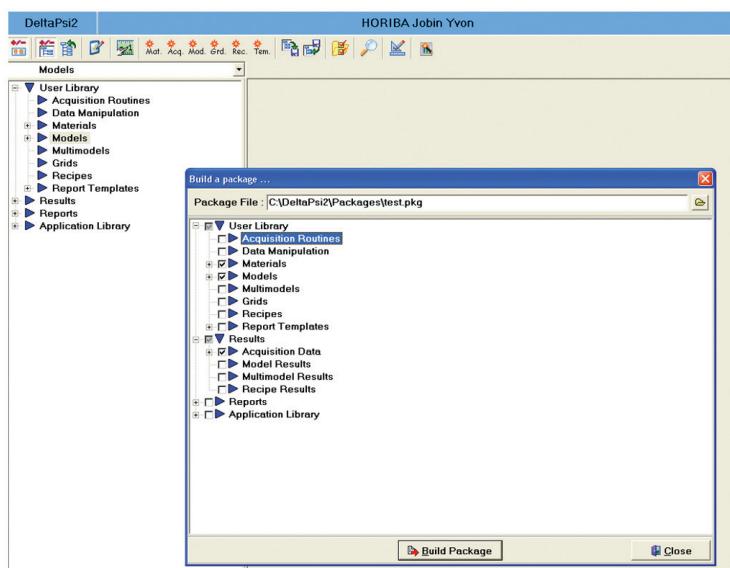 DeltaPsi2
HORIBA Jobin Yvon
Mat. Acq. Mod. Grd. Rec. Tem.
Models
User Library
Acquisition Routines
Data Manipulation
Materials
Models
Multimodels
Grids
Recipes
Report Templates
Results
Reports
Application Library
Build a package ...
Package File : C:\DeltaPsi2\Packages\test.pkg
User Library
Acquisition Routines
Data Manipulation
Materials
Models
Multimodels
Grids
Recipes
Report Templates
Results
Acquisition Data
Model Results
Multimodel Results
Recipe Results
Reports
Application Library
Build Package
Close